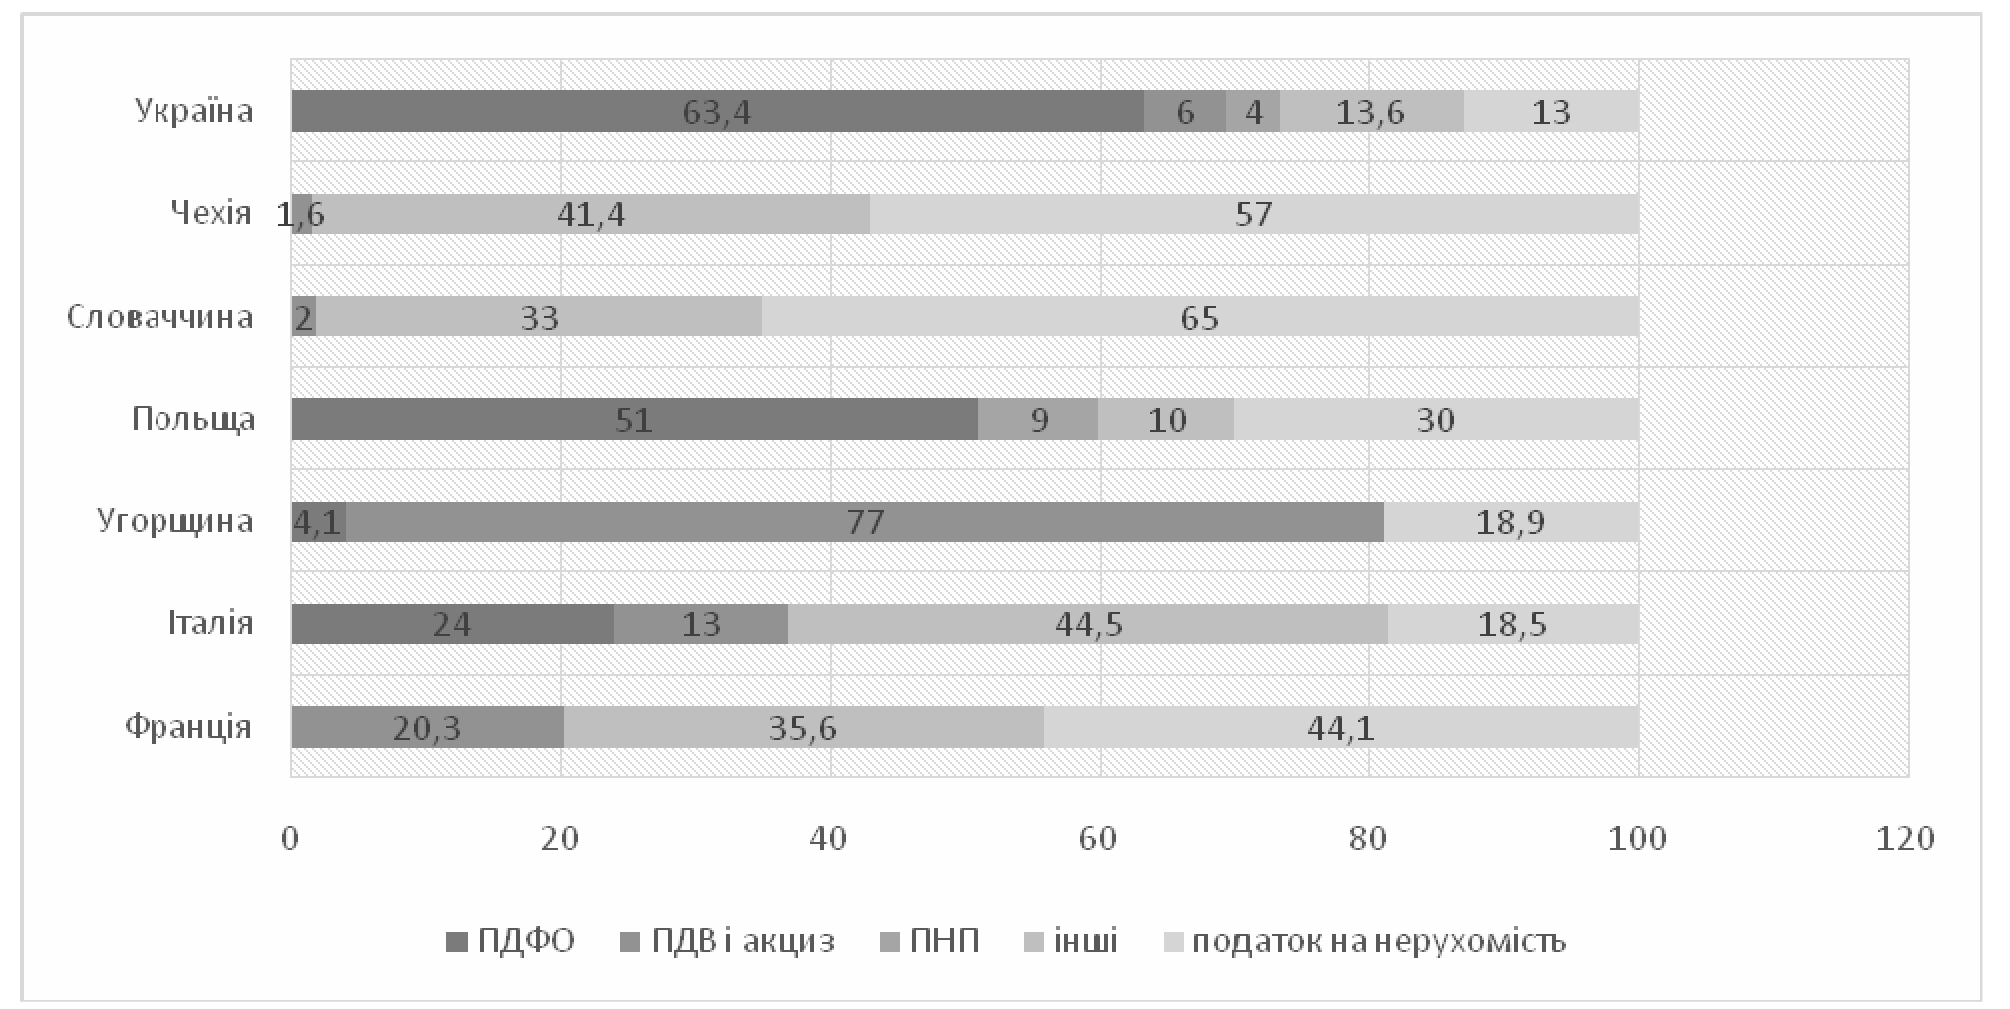 Україна 63,4 6 4 13,6 13
Чехія 1,6 41,4 57
Словаччина 2 33 65
Польща 51 9 10 30
Угорщина 4,1 77 18,9
Італія 24 13 44,5 18,5
Франція 20,3 35,6 44,1
0 20 40 60 80 100 120
ПДФО ПДВ і акциз ПНП інші податок на нерухомість